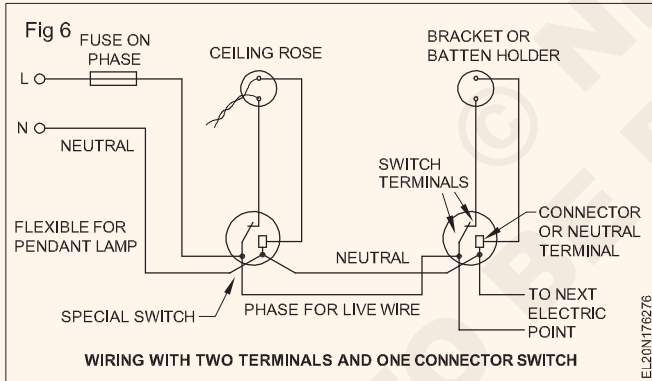 Fig 6
FUSE ON
PHASE
CEILING ROSE
BRACKET OR
BATTEN HOLDER
L
N
NEUTRAL
SWITCH
TERMINALS
FLEXIBLE FOR
PENDANT LAMP
CONNECTOR
OR NEUTRAL
TERMINAL
NEUTRAL
SPECIAL SWITCH
PHASE FOR LIVE WIRE
TO NEXT
ELECTRIC
POINT
WIRING WITH TWO TERMINALS AND ONE CONNECTOR SWITCH
EL20N176276